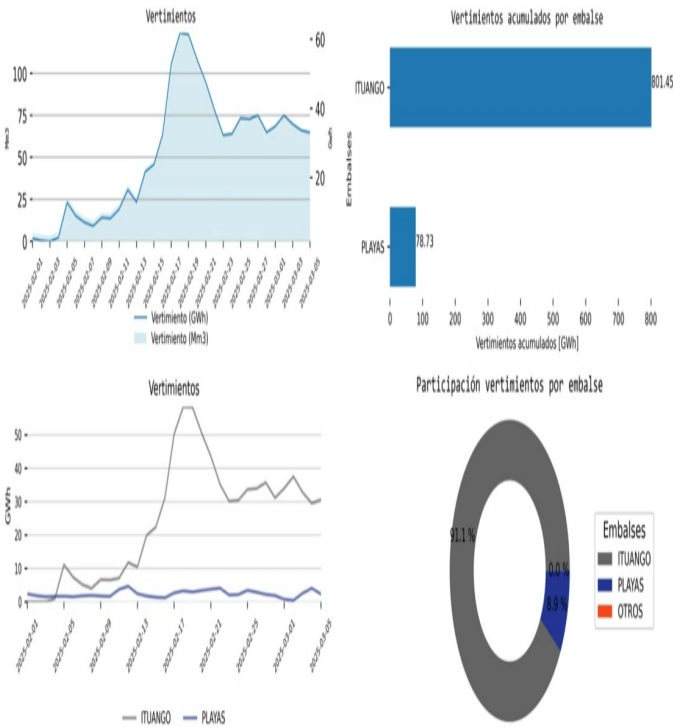 Vertimientos
100
75
50
25
0
Mm3
60
40
20
Gwh
2025-02-01
2025-02-03
2025-02-05
2025-02-07
2025-02-09
2025-02-11
2025-02-13
2025-02-15
2025-02-17
2025-02-19
2025-02-21
2025-02-23
2025-02-25
2025-02-27
2025-03-01
2025-03-03
2025-03-05
Vertimiento (GWh)
Vertimiento (Mm3)
Vertimientos acumulados por embalse
Embalses
ITUANGO
801.45
PLAYAS
78.73
0 100 200 300 400 500 600 700 800
Vertimientos acumulados [GWh]
Vertimientos
GWh
50
40
30
20
10
0
2025-02-01
2025-02-05
2025-02-09
2025-02-13
2025-02-17
2025-02-21
2025-02-25
2025-03-01
2025-03-05
ITUANGO PLAYAS
Participación vertimientos por embalse
91.1 %
0.0 %
8.9 %
Embalses
ITUANGO
PLAYAS
OTROS